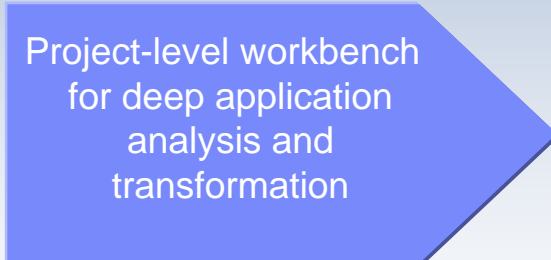 Project-level workbench
for deep application
analysis and
transformation